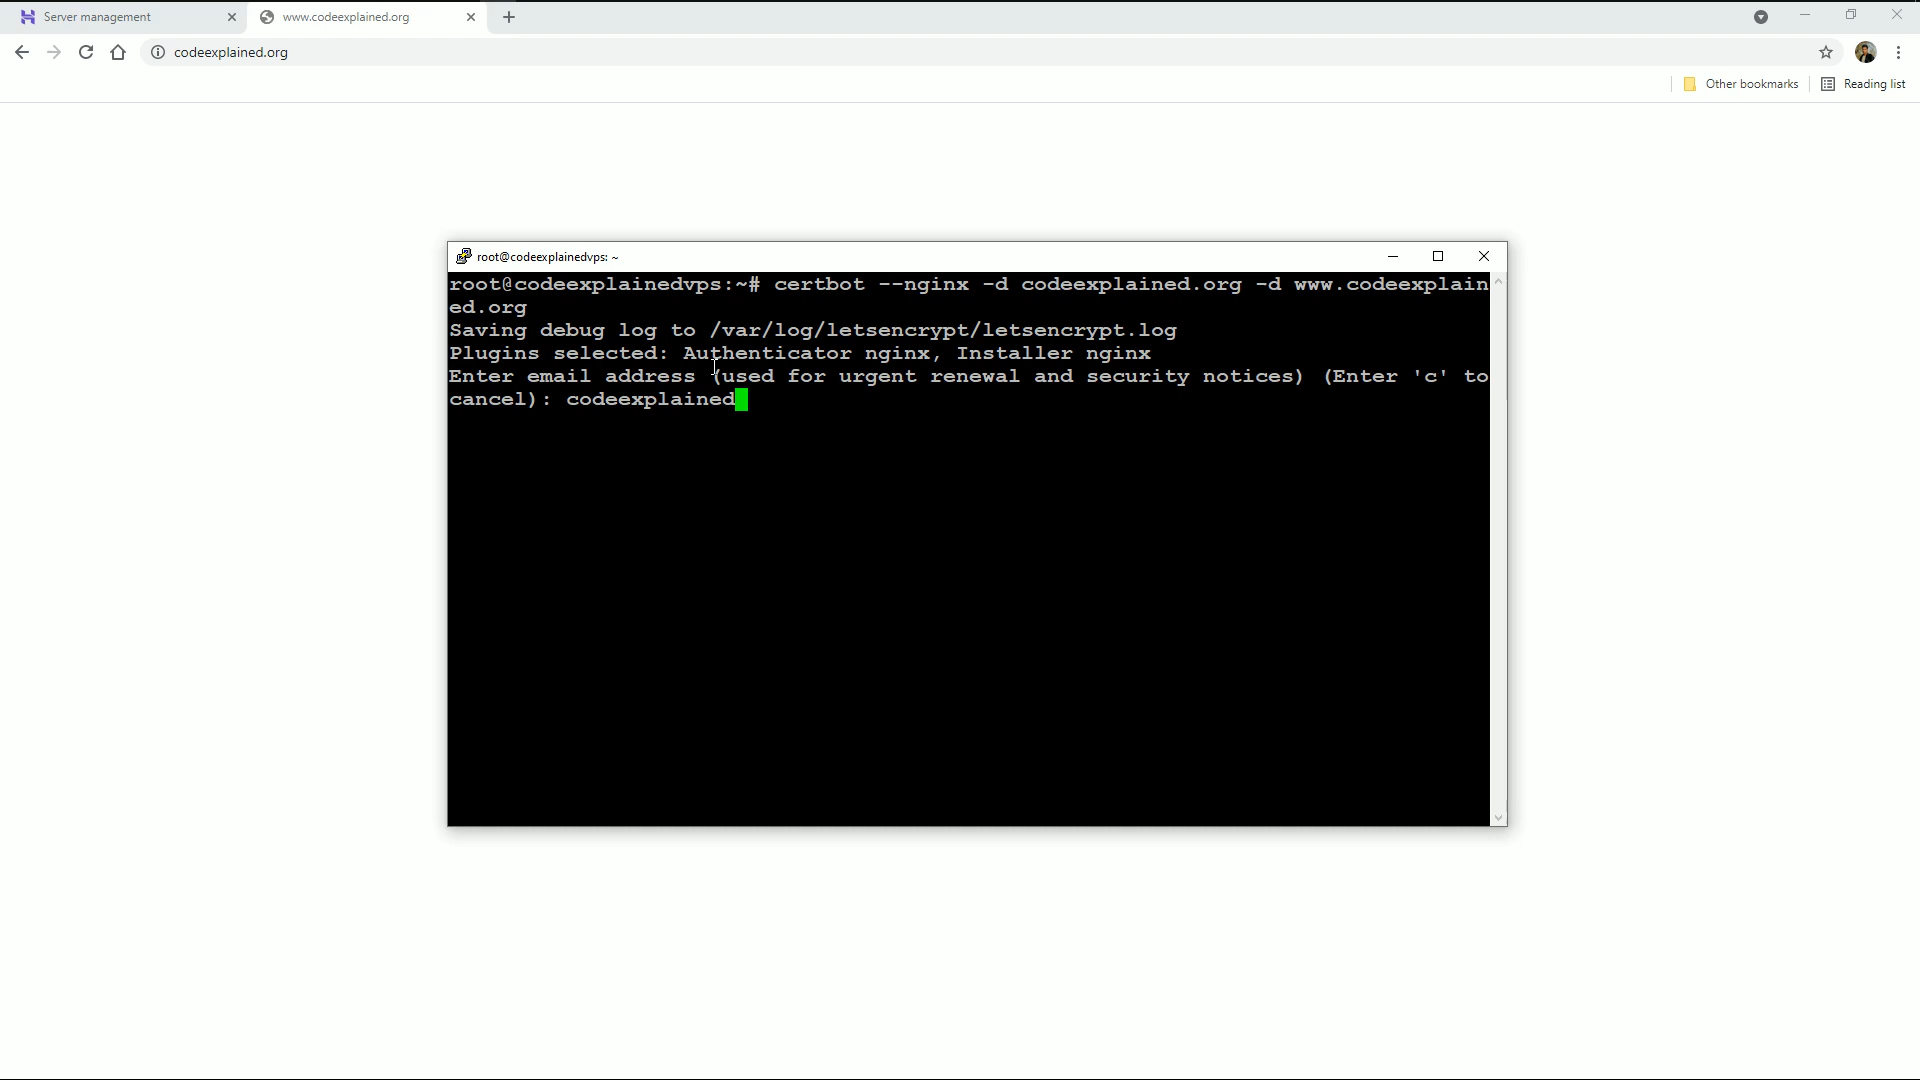 Server management
www.codeexplained.org
codeexplained.org
Other bookmarks
Reading list
root@codeexplainedvps: ~
root@codeexplainedvps:~# certbot --nginx -d codeexplained.org -d www.codeexplain
ed.org
Saving debug log to /var/log/letsencrypt/letsencrypt.log
Plugins selected: Authenticator nginx, Installer nginx
Enter email address (used for urgent renewal and security notices) (Enter 'c' to
cancel): codeexplained